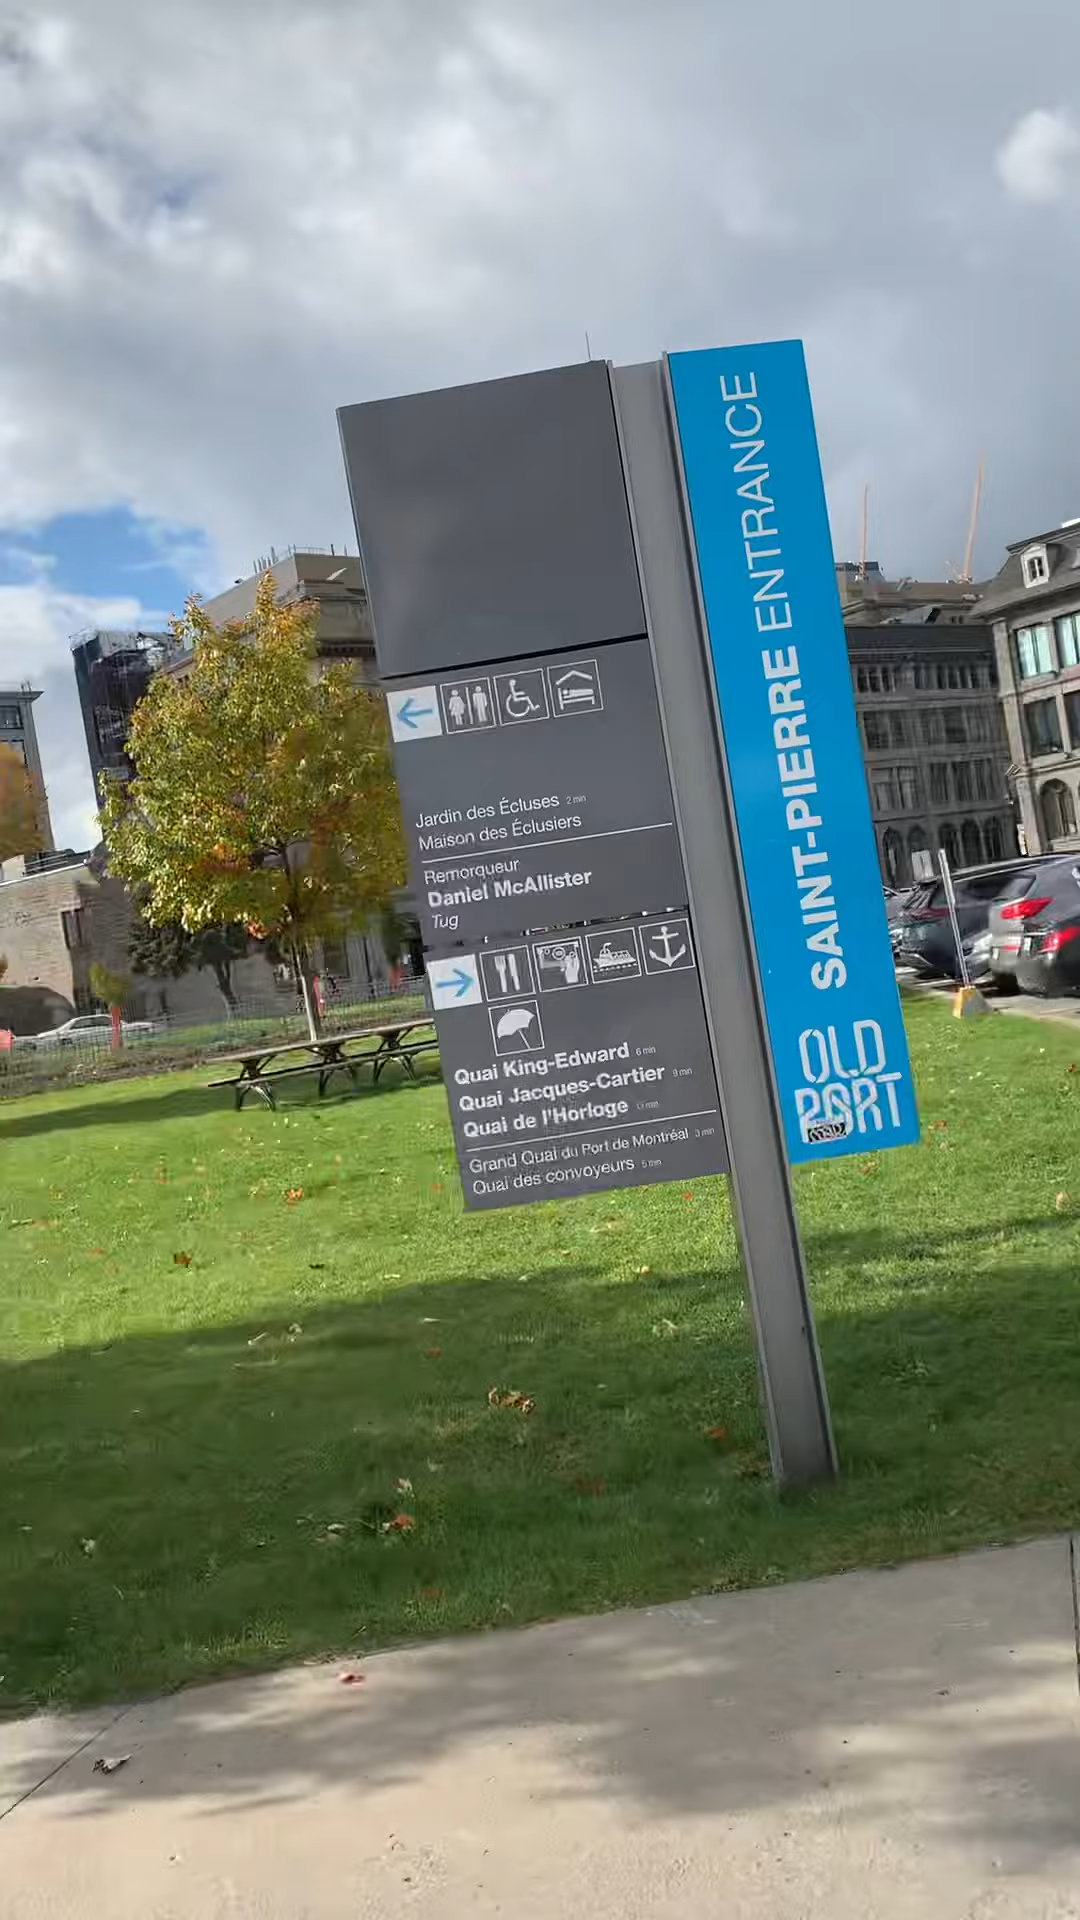 Jardin des Écluses 2 min
Maison des Éclusiers
Remorqueur
Daniel McAllister
Tug
Quai King-Edward 6 min
Quai Jacques-Cartier 9 min
Quai de l'Horloge
Grand Quai du Port de Montréal 3 min
Quai des convoyeurs 5 min
SAINT-PIERRE ENTRANCE
OLD
PORT